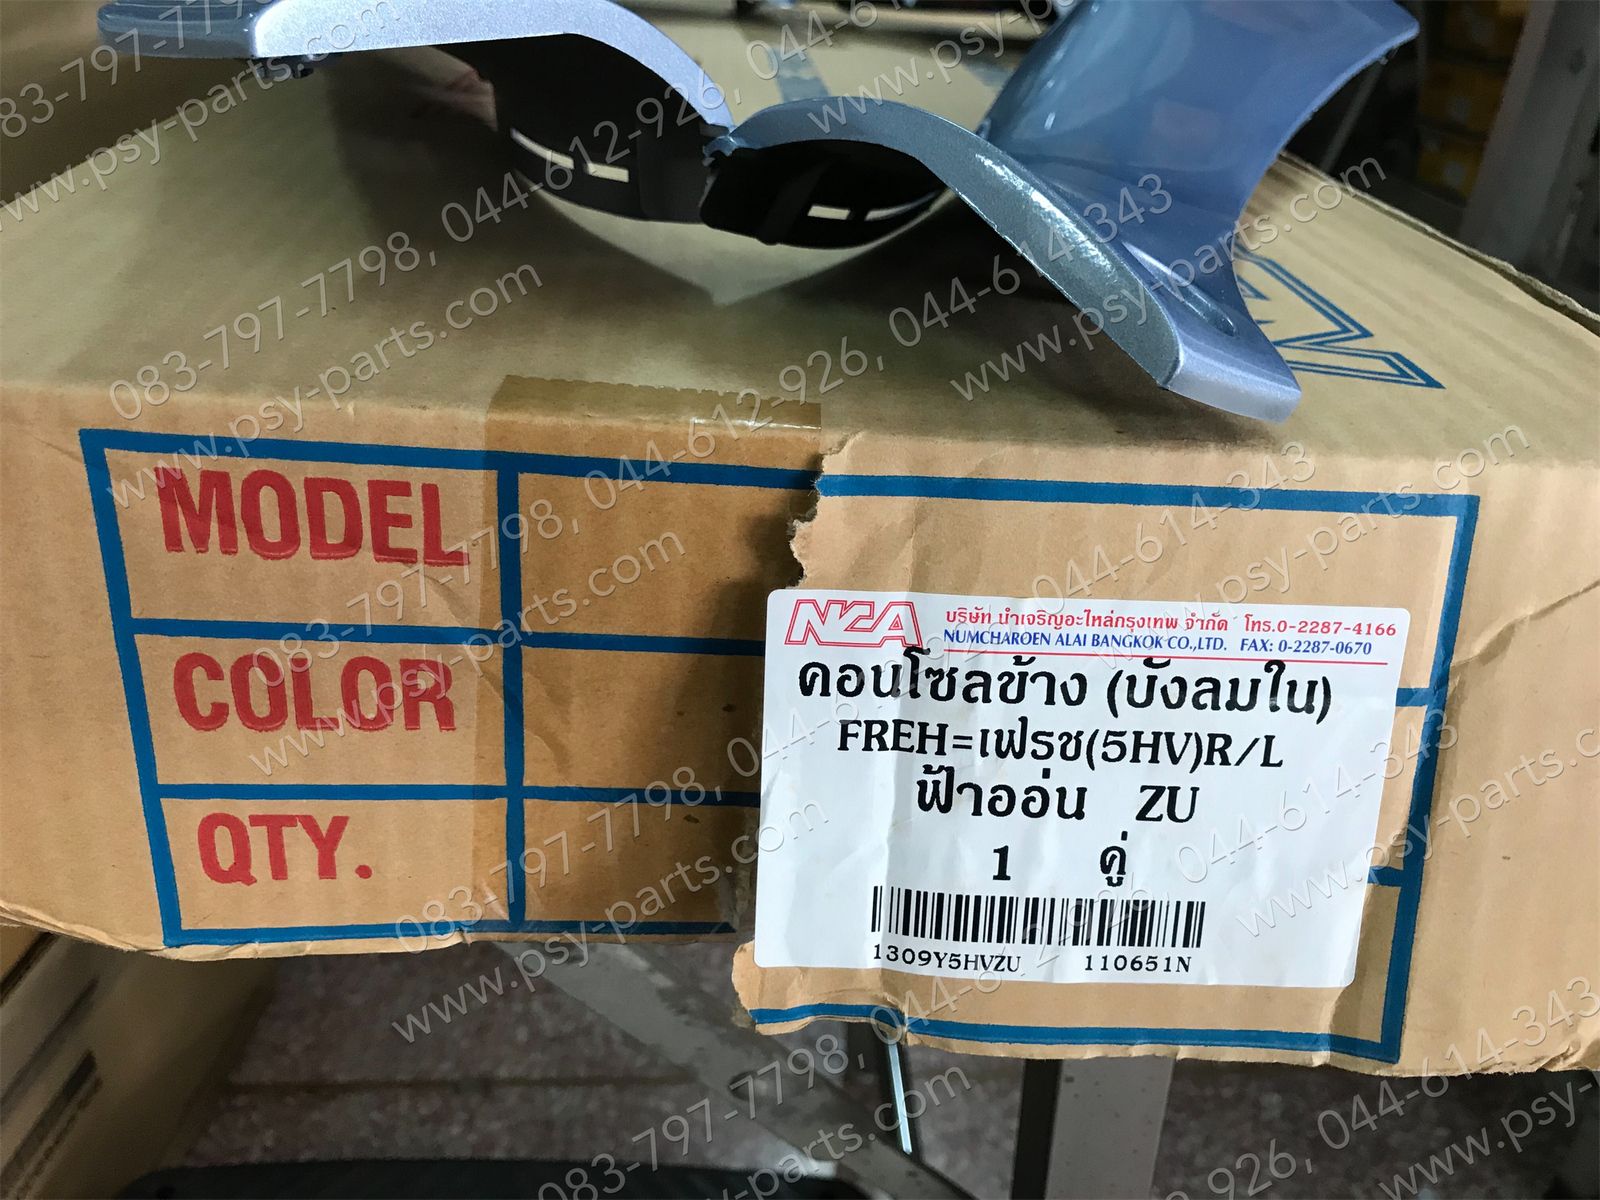 MODEL
COLOR
QTY.
NCA
บริษัท นำเจริญอะไหล่กรุงเทพ จำกัด โทร.0-2287-4166
NUMCHAROEN ALAI BANGKOK CO.,LTD. FAX: 0-2287-0670
คอนโซลข้าง (บังลมใน)
FREH=เฟรช(5HV)R/L
ฟ้าออ่น ZU
1 คู่
1309Y5HVZU 110651N
083-797-7798, 044-612-926, 044-614-343
www.psy-parts.com